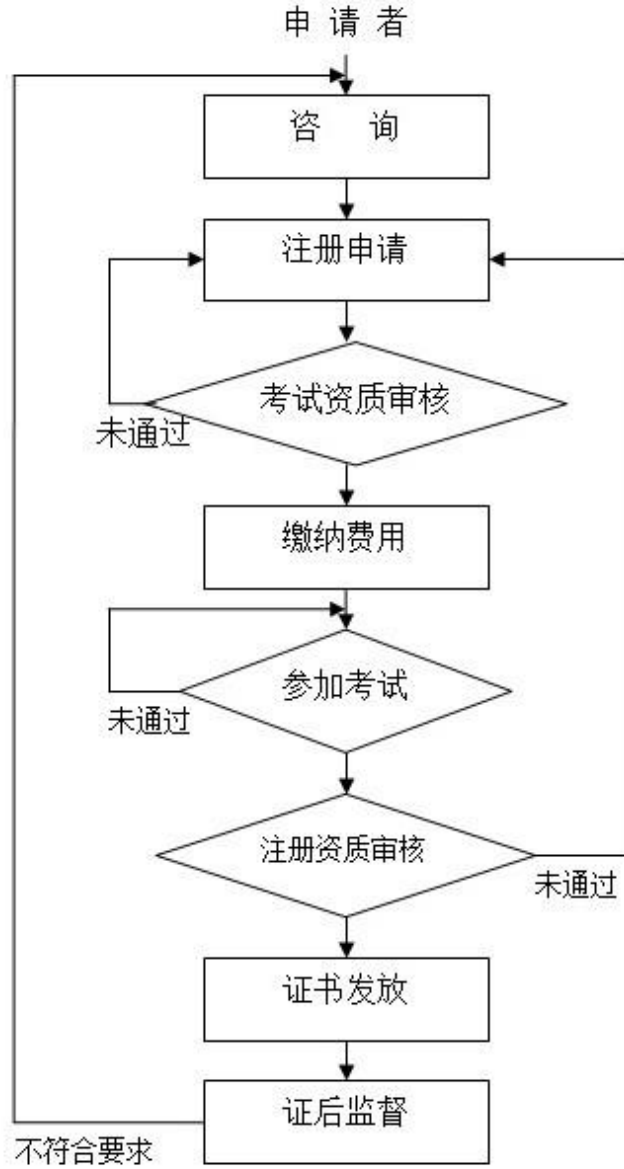 申 请 者
咨 询
注册申请
考试资质审核
未通过
缴纳费用
参加考试
未通过
注册资质审核
未通过
证书发放
证后监督
不符合要求